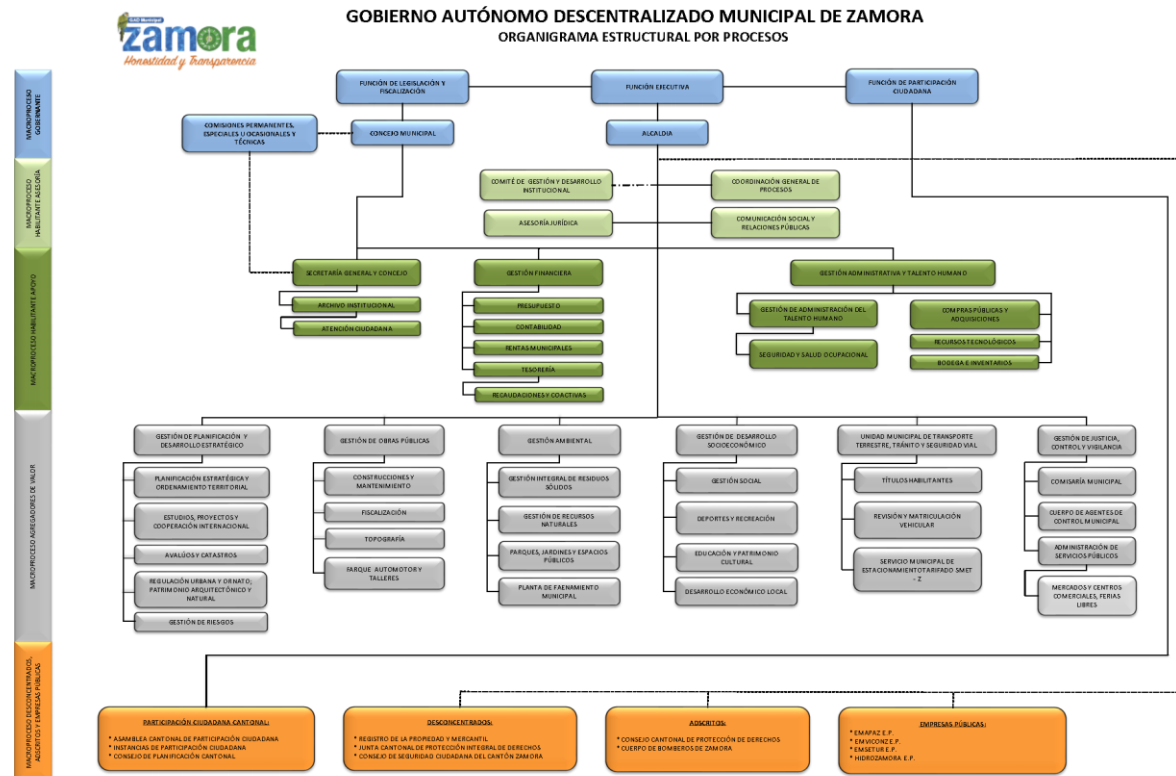 GAD Municipal
zamora
Honestidad y Transparencia
GOBIERNO AUTÓNOMO DESCENTRALIZADO MUNICIPAL DE ZAMORA
ORGANIGRAMA ESTRUCTURAL POR PROCESOS
MACROPROCESO
GOBERNANTE
FUNCIÓN DE LEGISLACIÓN Y
FISCALIZACIÓN
FUNCIÓN EJECUTIVA
FUNCIÓN DE PARTICIPACIÓN
CIUDADANA
COMISIONES PERMANENTES,
ESPECIALES U OCASIONALES Y
TÉCNICAS
CONCEJO MUNICIPAL
ALCALDIA
MACROPROCESO
HABILITANTE ASESORÍA
COMITÉ DE GESTIÓN Y DESARROLLO
INSTITUCIONAL
COORDINACIÓN GENERAL DE
PROCESOS
ASESORÍA JURÍDICA
COMUNICACIÓN SOCIAL Y
RELACIONES PÚBLICAS
MACROPROCESO HABILITANTE APOYO
SECRETARÍA GENERAL Y CONCEJO
ARCHIVO INSTITUCIONAL
ATENCIÓN CIUDADANA
GESTIÓN FINANCIERA
PRESUPUESTO
CONTABILIDAD
RENTAS MUNICIPALES
TESORERÍA
RECAUDACIONES Y COACTIVAS
GESTIÓN ADMINISTRATIVA Y TALENTO HUMANO
GESTIÓN DE ADMINISTRACIÓN DEL
TALENTO HUMANO
SEGURIDAD Y SALUD OCUPACIONAL
COMPRAS PÚBLICAS Y
ADQUISICIONES
RECURSOS TECNOLÓGICOS
BODEGA E INVENTARIOS
MACROPROCESO AGREGADORES DE VALOR
GESTIÓN DE PLANIFICACIÓN Y
DESARROLLO ESTRATÉGICO
PLANIFICACIÓN ESTRATÉGICA Y
ORDENAMIENTO TERRITORIAL
ESTUDIOS, PROYECTOS Y
COOPERACIÓN INTERNACIONAL
AVALÚOS Y CATASTROS
REGULACIÓN URBANA Y ORNATO;
PATRIMONIO ARQUITECTÓNICO Y
NATURAL
GESTIÓN DE RIESGOS
GESTIÓN DE OBRAS PÚBLICAS
CONSTRUCCIONES Y
MANTENIMIENTO
FISCALIZACIÓN
TOPOGRAFÍA
PARQUE AUTOMOTOR Y
TALLERES
GESTIÓN AMBIENTAL
GESTIÓN INTEGRAL DE RESIDUOS
SÓLIDOS
GESTIÓN DE RECURSOS
NATURALES
PARQUES, JARDINES Y ESPACIOS
PÚBLICOS
PLANTA DE FAENAMIENTO
MUNICIPAL
GESTIÓN DE DESARROLLO
SOCIOECONÓMICO
GESTIÓN SOCIAL
DEPORTES Y RECREACIÓN
EDUCACIÓN Y PATRIMONIO
CULTURAL
DESARROLLO ECONÓMICO LOCAL
UNIDAD MUNICIPAL DE TRANSPORTE
TERRESTRE, TRÁNSITO Y SEGURIDAD VIAL
TÍTULOS HABILITANTES
REVISIÓN Y MATRICULACIÓN
VEHICULAR
SERVICIO MUNICIPAL DE
ESTACIONAMIENTOTARIFADO SMET
- Z
GESTIÓN DE JUSTICIA,
CONTROL Y VIGILANCIA
COMISARÍA MUNICIPAL
CUERPO DE AGENTES DE
CONTROL MUNICIPAL
ADMINISTRACIÓN DE
SERVICIOS PÚBLICOS
MERCADOS Y CENTROS
COMERCIALES, FERIAS
LIBRES
MACROPROCESO DESCONCENTRADOS,
ADSCRITOS Y EMPRESAS PÚBLICAS
PARTICIPACIÓN CIUDADANA CANTONAL:
* ASAMBLEA CANTONAL DE PARTICIPACIÓN CIUDADANA
* INSTANCIAS DE PARTICIPACIÓN CIUDADANA
* CONSEJO DE PLANIFICACIÓN CANTONAL
DESCONCENTRADOS:
* REGISTRO DE LA PROPIEDAD Y MERCANTIL
* JUNTA CANTONAL DE PROTECCIÓN INTEGRAL DE DERECHOS
* CONSEJO DE SEGURIDAD CIUDADANA DEL CANTÓN ZAMORA
ADSCRITOS:
* CONSEJO CANTONAL DE PROTECCIÓN DE DERECHOS
* CUERPO DE BOMBEROS DE ZAMORA
EMPRESAS PÚBLICAS:
* EMAPAZ E.P.
* EMVICONZ E.P.
* EMSETUR E.P.
* HIDROZAMORA E.P.